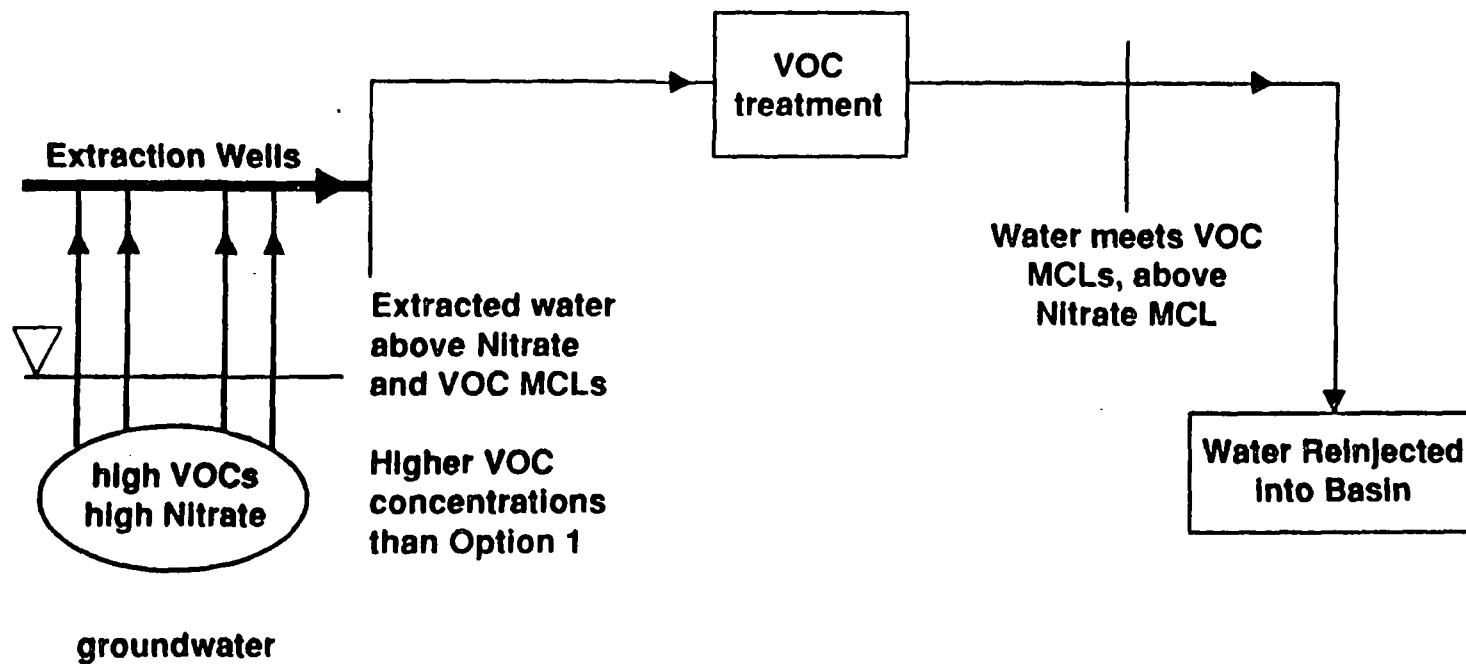 VOC
treatment
Extraction Wells
Water meets VOC
MCLs, above
Nitrate MCL
Extracted water
above Nitrate
and VOC MCLs
Water Reinjected
into Basin
high VOCs
high Nitrate
Higher VOC
concentrations
than Option 1
groundwater